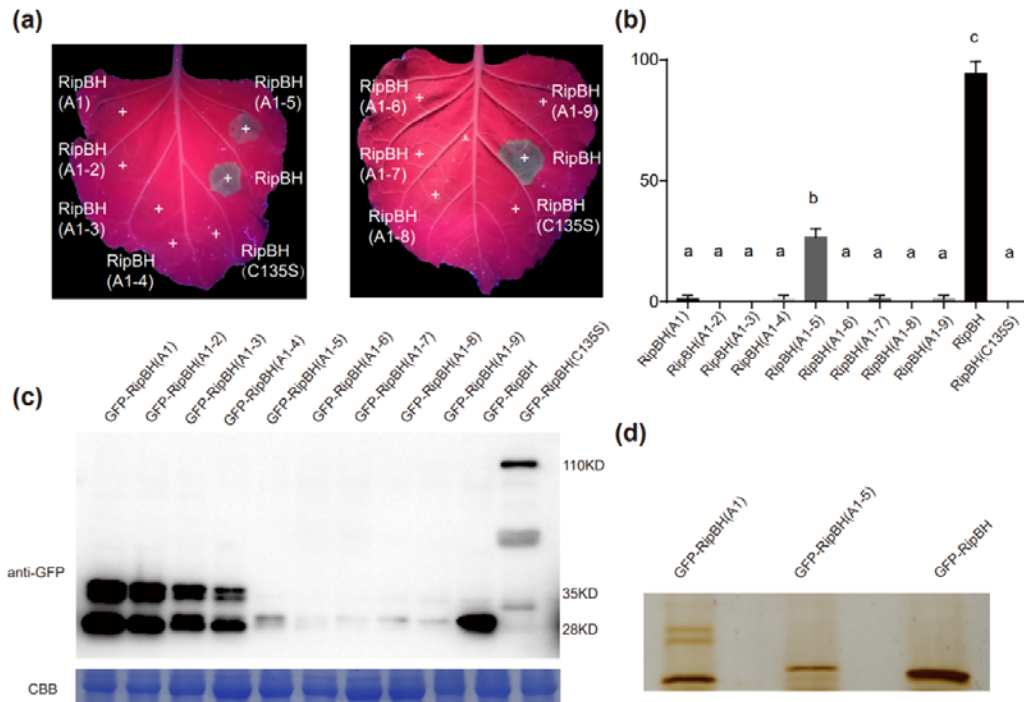 (a)
RipBH
(A1)
RipBH
(A1-2)
RipBH
(A1-3)
RipBH
(A1-4)
RipBH
(A1-5)
RipBH
RipBH
(C135S)
RipBH
(A1-6)
RipBH
(A1-7)
RipBH
(A1-8)
RipBH
(A1-9)
RipBH
RipBH
(C135S)
(b)
100
50
0
a
a
a
a
b
a
a
a
a
c
a
RipBH(A1)
RipBH(A1-2)
RipBH(A1-3)
RipBH(A1-4)
RipBH(A1-5)
RipBH(A1-6)
RipBH(A1-7)
RipBH(A1-8)
RipBH(A1-9)
RipBH
RipBH(C135S)
(c)
GFP-RipBH(A1)
GFP-RipBH(A1-2)
GFP-RipBH(A1-3)
GFP-RipBH(A1-4)
GFP-RipBH(A1-5)
GFP-RipBH(A1-6)
GFP-RipBH(A1-7)
GFP-RipBH(A1-8)
GFP-RipBH(A1-9)
GFP-RipBH
GFP-RipBH(C135S)
anti-GFP
110KD
35KD
28KD
CBB
(d)
GFP-RipBH(A1)
GFP-RipBH(A1-5)
GFP-RipBH